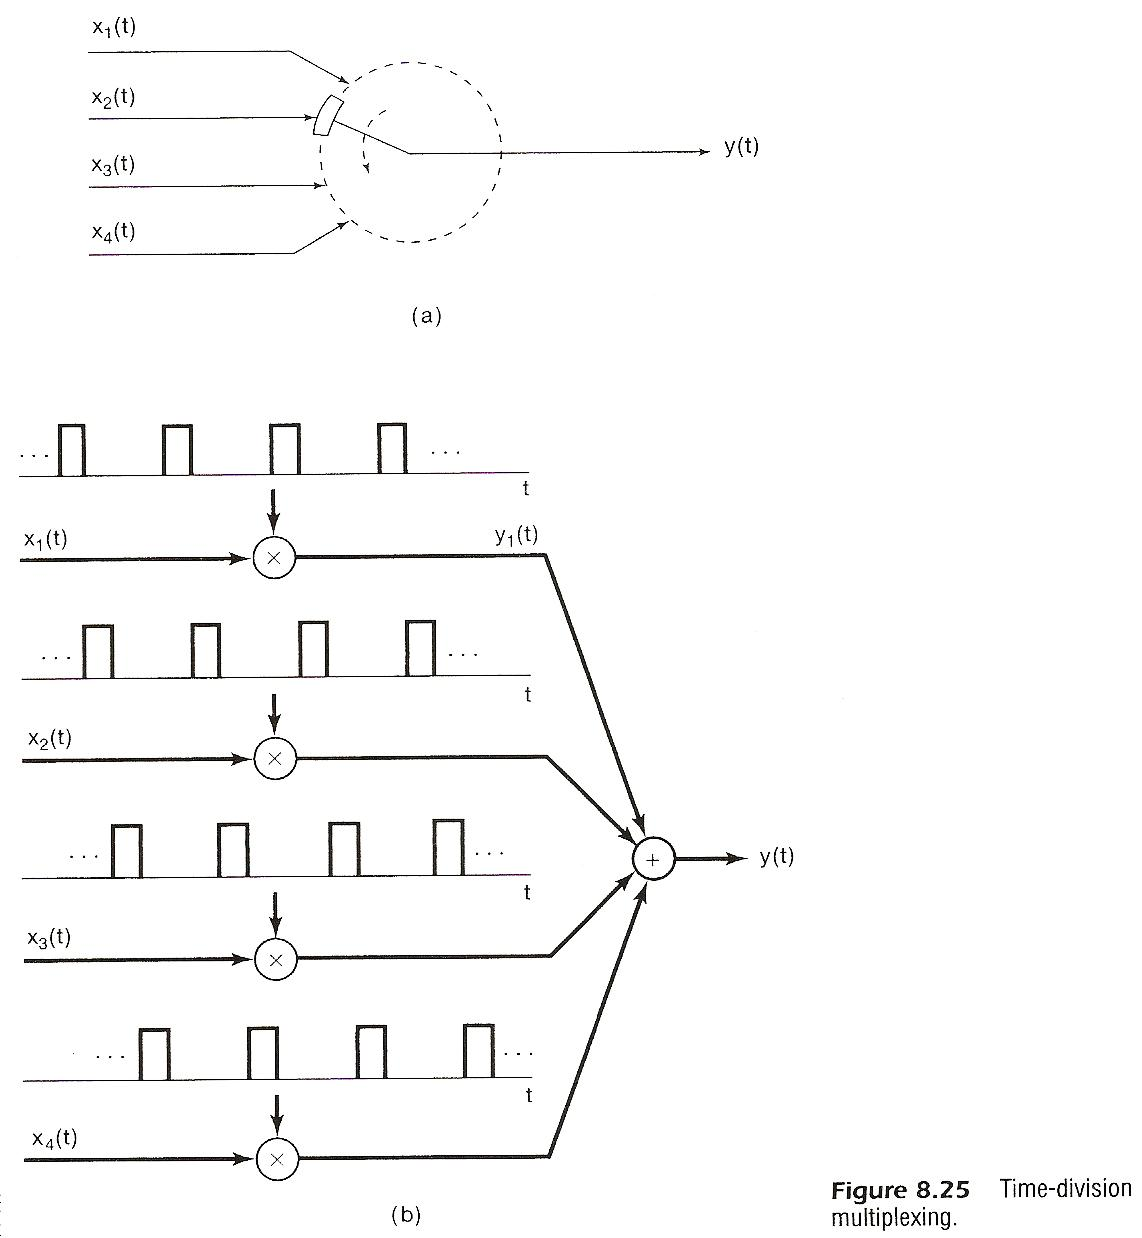 x₁(t)
x₂(t)
x₃(t)
x₄(t)
y(t)
(a)
. . .
. . .
t
x₁(t)
×
y₁(t)
. . .
. . .
t
x₂(t)
×
. . .
. . .
t
+
y(t)
x₃(t)
×
. . .
. . .
t
x₄(t)
×
(b)
Figure 8.25 Time-division
multiplexing.